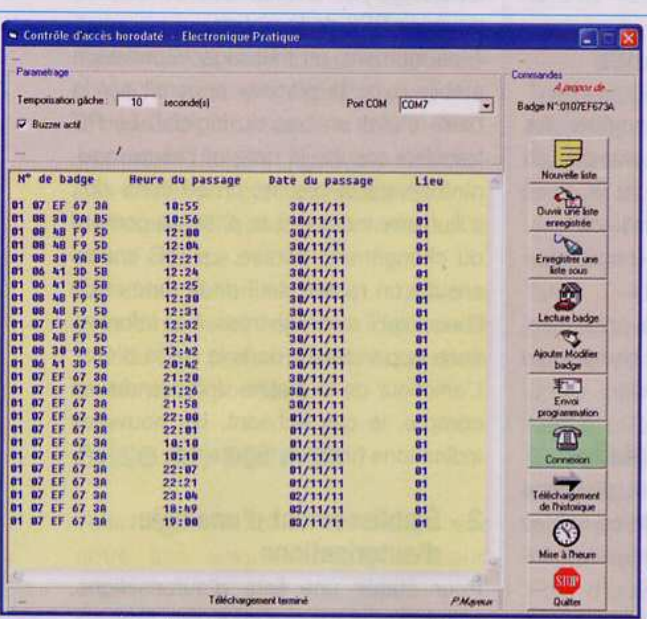 Contrôle d'accès horodaté - Electronique Pratique
Paramétrage
Temporisation gâche : 10 seconde(s)
Port COM COM7
Buzzer actif
/
N° de badge Heure du passage Date du passage Lieu
01 07 EF 67 3A 10:55 30/11/11 01
01 08 30 9A 85 10:56 30/11/11 01
01 08 4B F9 5D 12:00 30/11/11 01
01 08 4B F9 5D 12:04 30/11/11 01
01 08 30 9A 85 12:21 30/11/11 01
01 06 41 3D 5B 12:24 30/11/11 01
01 06 41 3D 5B 12:25 30/11/11 01
01 08 4B F9 5D 12:30 30/11/11 01
01 08 4B F9 5D 12:31 30/11/11 01
01 07 EF 67 3A 12:32 30/11/11 01
01 08 4B F9 5D 12:41 30/11/11 01
01 08 30 9A 85 12:42 30/11/11 01
01 06 41 3D 5B 20:42 30/11/11 01
01 07 EF 67 3A 21:20 30/11/11 01
01 07 EF 67 3A 21:26 30/11/11 01
01 07 EF 67 3A 21:58 30/11/11 01
01 07 EF 67 3A 22:00 30/11/11 01
01 07 EF 67 3A 22:01 30/11/11 01
01 07 EF 67 3A 10:10 01/11/11 01
01 07 EF 67 3A 01/11/11 01
01 07 EF 67 3A 22:07 01/11/11 01
01 07 EF 67 3A 22:21 01/11/11 01
01 07 EF 67 3A 23:04 02/11/11 01
01 07 EF 67 3A 18:49 03/11/11 01
01 07 EF 67 3A 19:00 03/11/11 01
Téléchargement terminé
P.Mayeux
Commandes
A propos de...
Badge N°:0107EF673A
Nouvelle liste
Ouvrir une liste
enregistrée
Enregistrer une
liste sous
Lecture badge
Ajouter Modifier
badge
Envoi
programmation
Connexion
Téléchargement
de l'historique
Mise à l'heure
STOP
Quitter